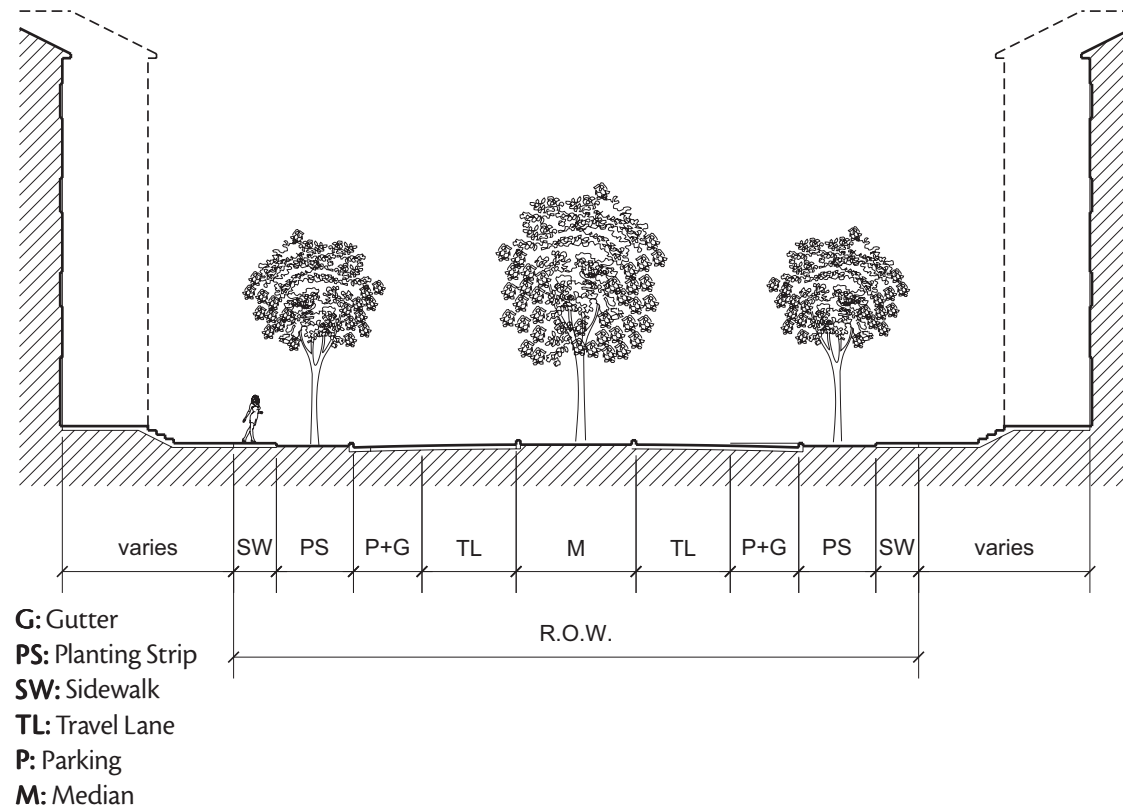 varies SW PS P+G TL M TL P+G PS SW varies
R.O.W.
G: Gutter
PS: Planting Strip
SW: Sidewalk
TL: Travel Lane
P: Parking
M: Median